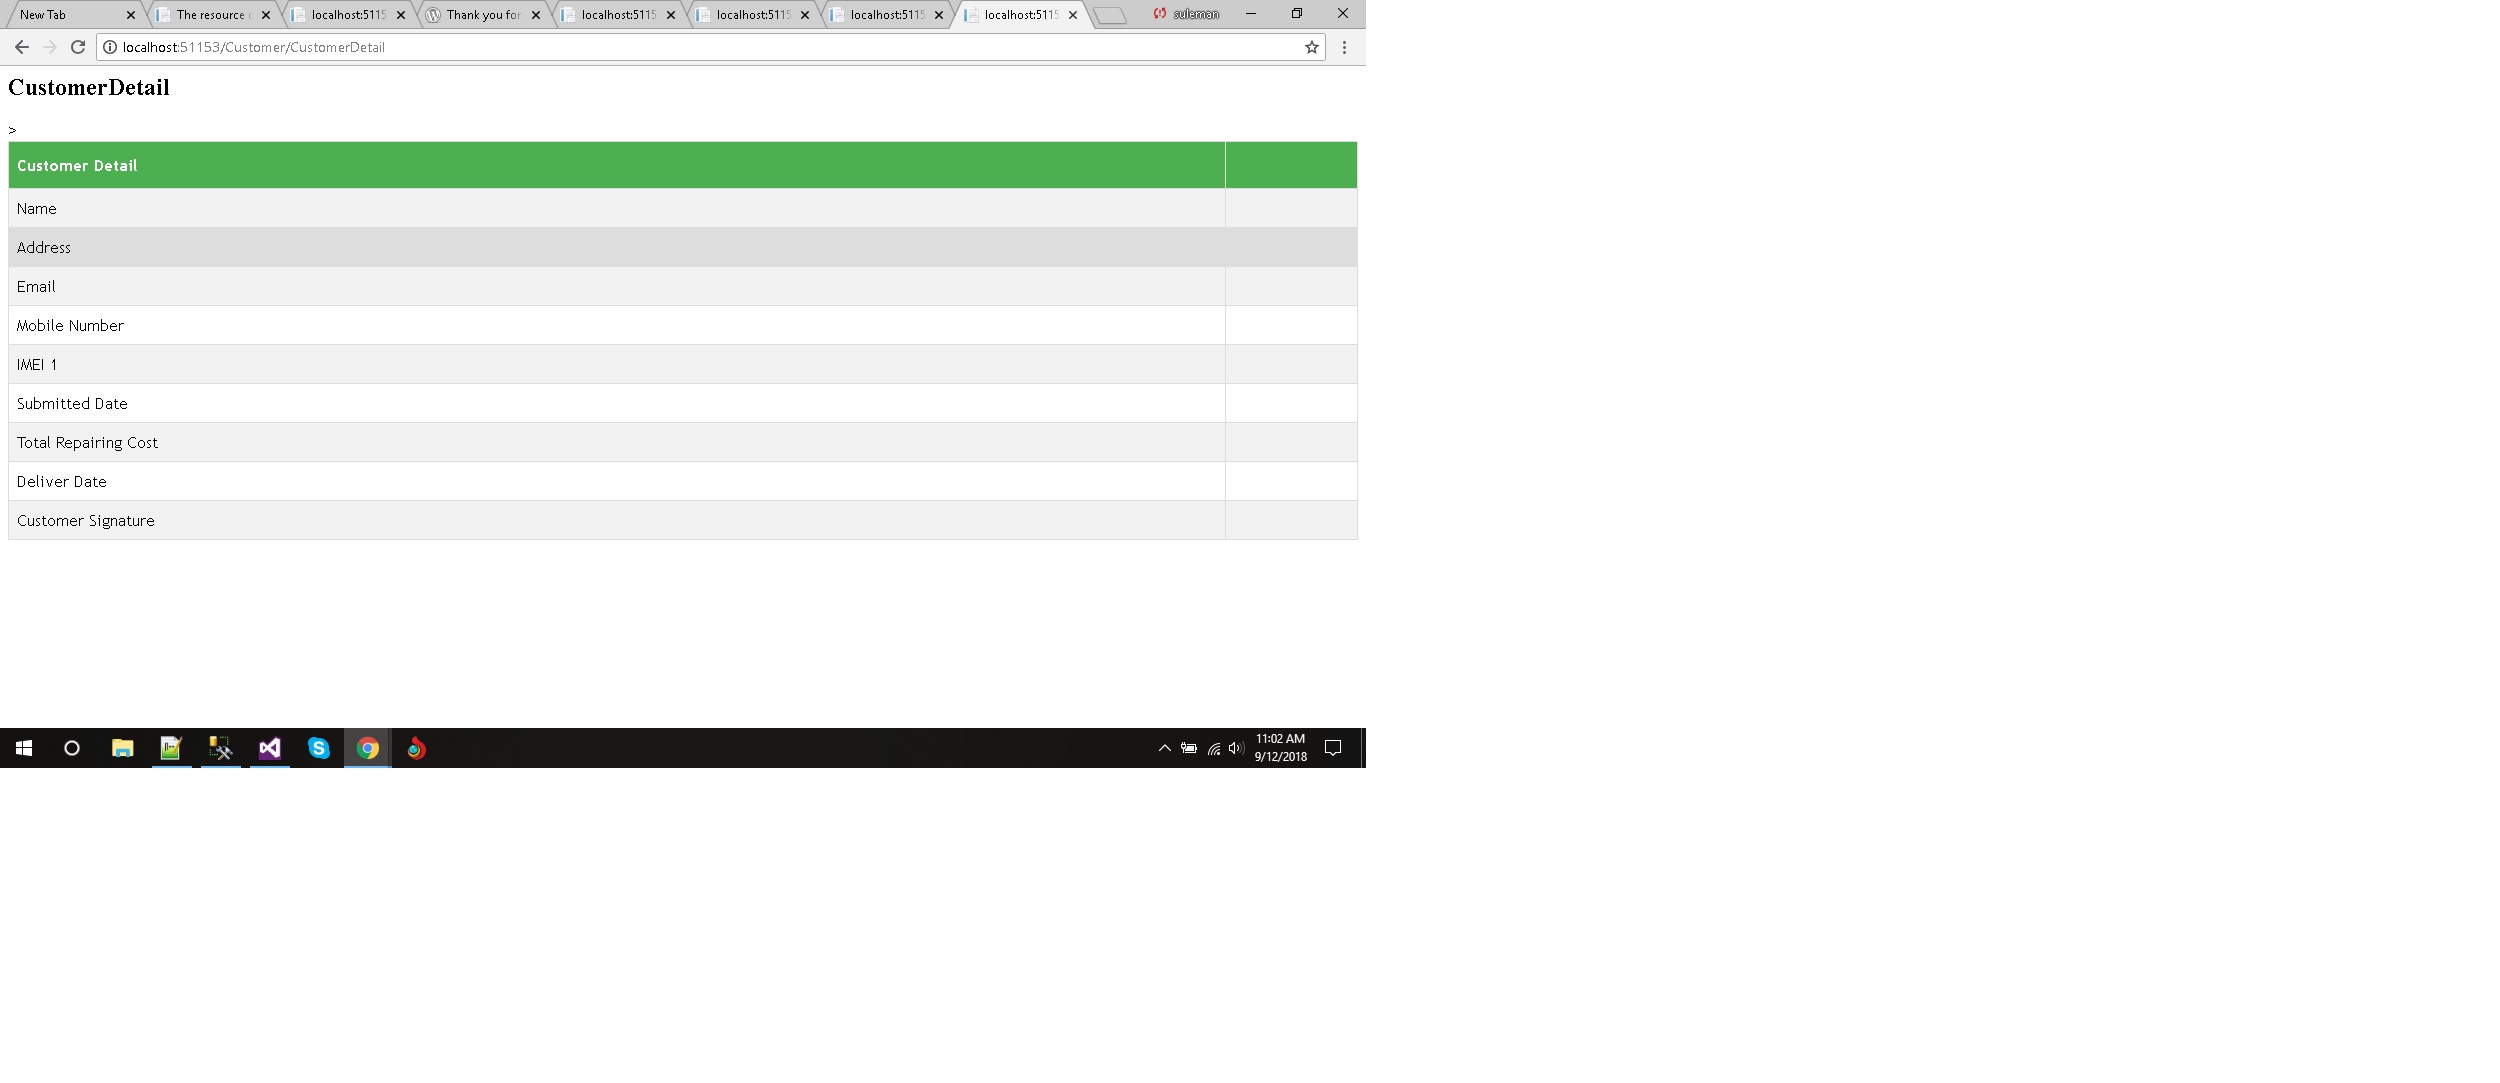 New Tab
The resource c
localhost:5115
Thank you for
localhost:5115
localhost:5115
localhost:5115
localhost:5115
suleman
localhost:51153/Customer/CustomerDetail
CustomerDetail
>
Customer Detail
Name
Address
Email
Mobile Number
IMEI 1
Submitted Date
Total Repairing Cost
Deliver Date
Customer Signature
11:02 AM
9/12/2018